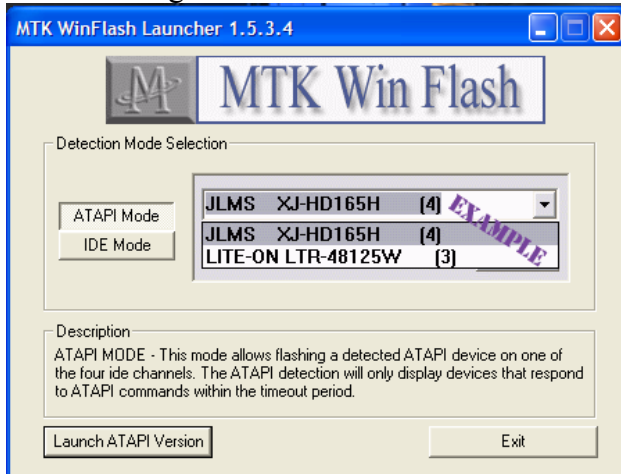 MTK WinFlash Launcher 1.5.3.4
MTK Win Flash
Detection Mode Selection
ATAPI Mode
IDE Mode
JLMS XJ-HD165H (4)
JLMS XJ-HD165H (4)
LITE-ON LTR-48125W (3)
EXAMPLE
Description
ATAPI MODE - This mode allows flashing a detected ATAPI device on one of
the four ide channels. The ATAPI detection will only display devices that respond
to ATAPI commands within the timeout period.
Launch ATAPI Version
Exit